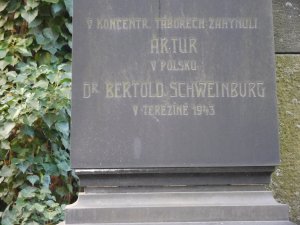 V KONCENTR. TÁBORECH ZAHYNULI
ARTUR
V POLSKU
DR BERTOLD SCHWEINBURG
V TEREZÍNĚ 1943